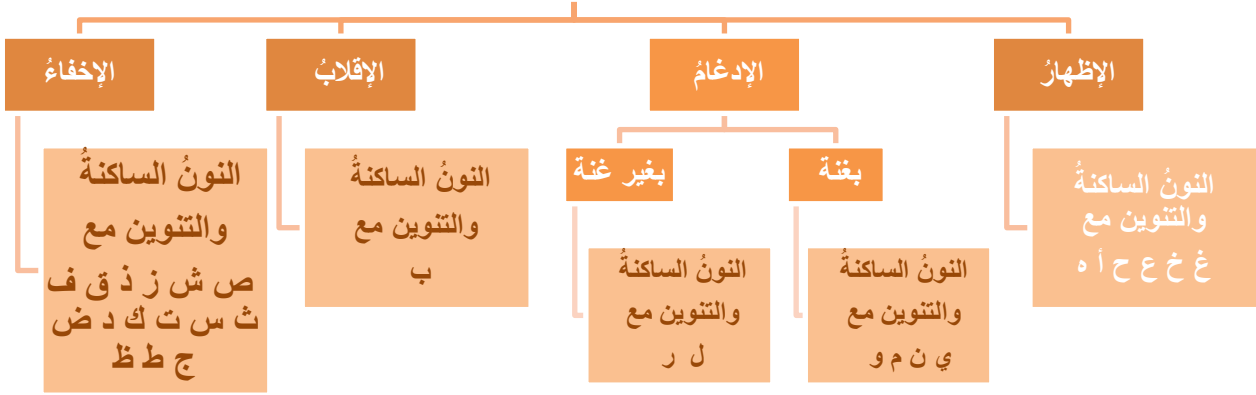 الإظهارُ
النونُ الساكنةُ
والتنوين مع
غ خ ع ح أ ه
الإدغامُ
بغنة
النونُ الساكنةُ
والتنوين مع
ي ن م و
بغير غنة
النونُ الساكنةُ
والتنوين مع
ل ر
الإقلابُ
النونُ الساكنةُ
والتنوين مع
ب
الإخفاءُ
النونُ الساكنةُ
والتنوين مع
ص ش ز ذ ق ف
ث س ت ك د ض
ج ط ظ